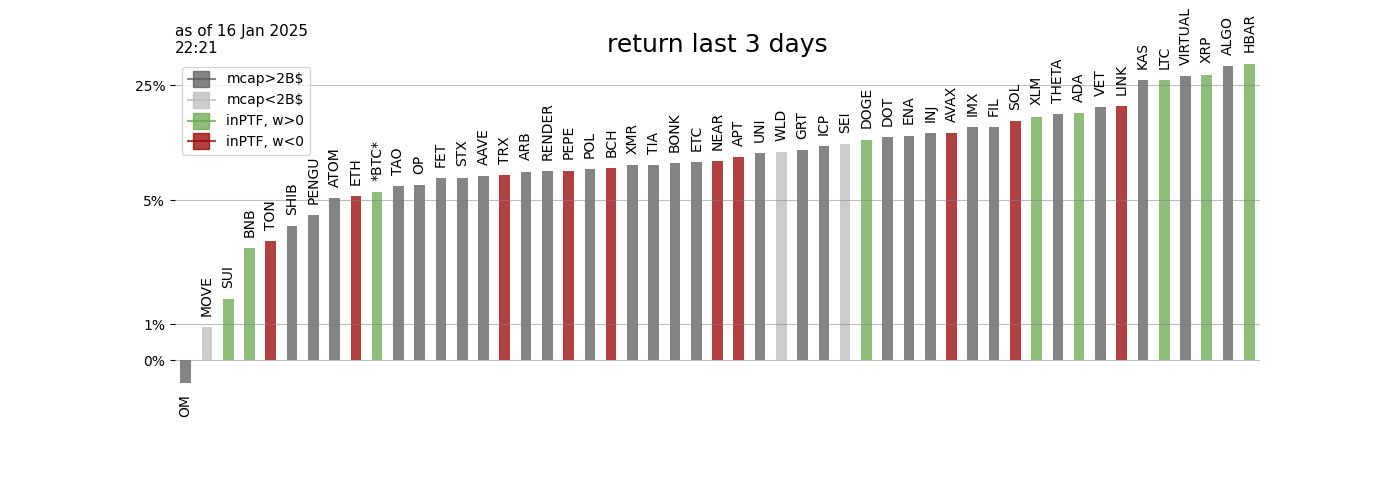 as of 16 Jan 2025
22:21
return last 3 days
mcap>2B$
mcap<2B$
inPTF, w>0
inPTF, w<0
25%
5%
1%
0%
OM
MOVE
SUI
BNB
TON
SHIB
PENGU
ATOM
ETH
*BTC*
TAO
OP
FET
STX
AAVE
TRX
ARB
RENDER
PEPE
POL
BCH
XMR
TIA
BONK
ETC
NEAR
APT
UNI
WLD
GRT
ICP
SEI
DOGE
DOT
ENA
INJ
AVAX
IMX
FIL
SOL
XLM
THETA
ADA
VET
LINK
KAS
LTC
VIRTUAL
XRP
ALGO
HBAR